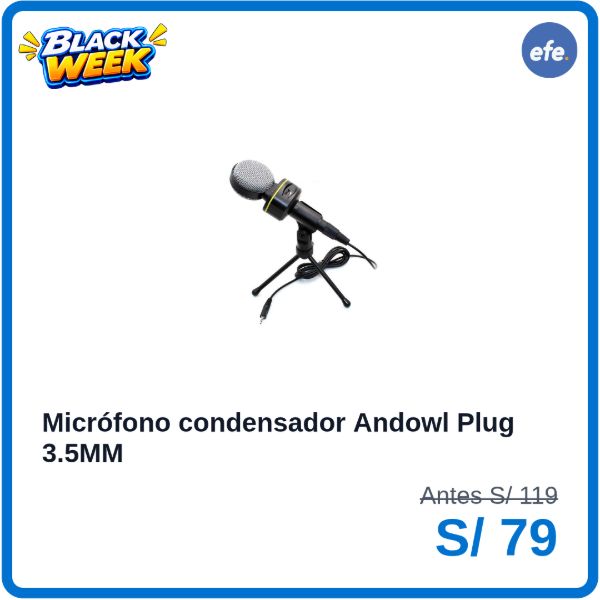 BLACK
WEEK
efe.
Micrófono condensador Andowl Plug
3.5MM
Antes S/ 119
S/ 79